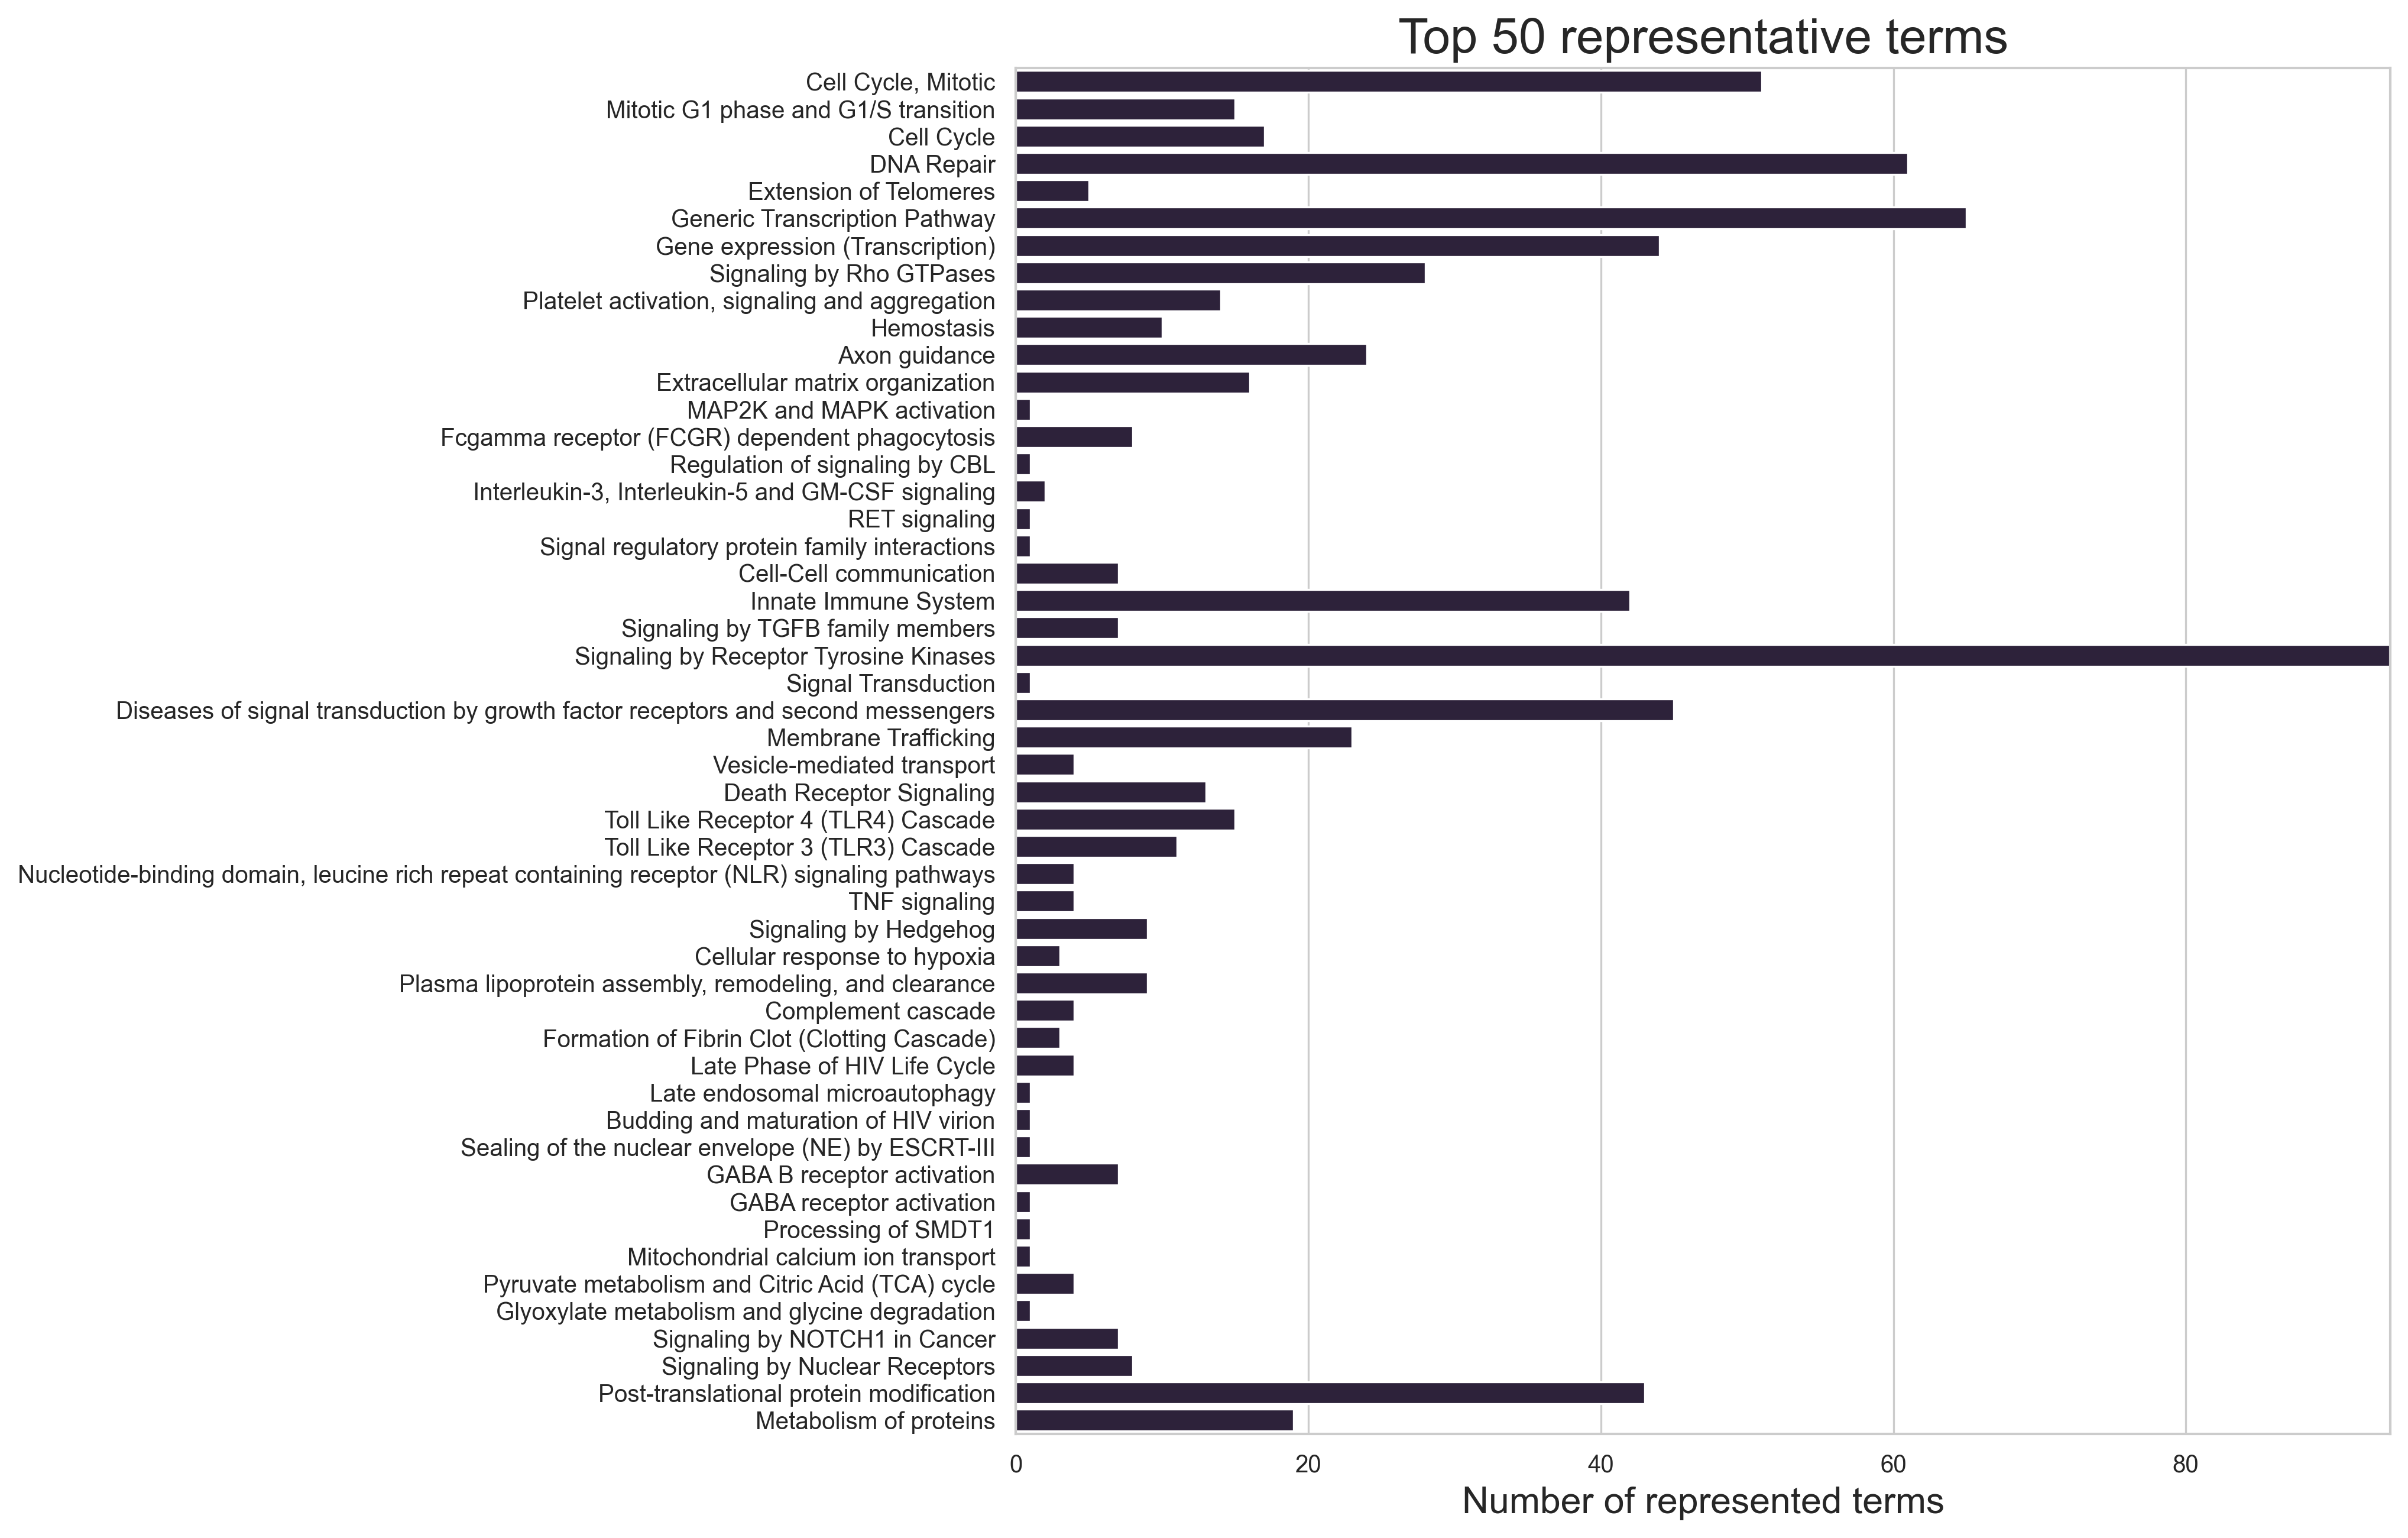 Top 50 representative terms
Cell Cycle, Mitotic
Mitotic G1 phase and G1/S transition
Cell Cycle
DNA Repair
Extension of Telomeres
Generic Transcription Pathway
Gene expression (Transcription)
Signaling by Rho GTPases
Platelet activation, signaling and aggregation
Hemostasis
Axon guidance
Extracellular matrix organization
MAP2K and MAPK activation
Fcgamma receptor (FCGR) dependent phagocytosis
Regulation of signaling by CBL
Interleukin-3, Interleukin-5 and GM-CSF signaling
RET signaling
Signal regulatory protein family interactions
Cell-Cell communication
Innate Immune System
Signaling by TGFB family members
Signaling by Receptor Tyrosine Kinases
Signal Transduction
Diseases of signal transduction by growth factor receptors and second messengers
Membrane Trafficking
Vesicle-mediated transport
Death Receptor Signaling
Toll Like Receptor 4 (TLR4) Cascade
Toll Like Receptor 3 (TLR3) Cascade
Nucleotide-binding domain, leucine rich repeat containing receptor (NLR) signaling pathways
TNF signaling
Signaling by Hedgehog
Cellular response to hypoxia
Plasma lipoprotein assembly, remodeling, and clearance
Complement cascade
Formation of Fibrin Clot (Clotting Cascade)
Late Phase of HIV Life Cycle
Late endosomal microautophagy
Budding and maturation of HIV virion
Sealing of the nuclear envelope (NE) by ESCRT-III
GABA B receptor activation
GABA receptor activation
Processing of SMDT1
Mitochondrial calcium ion transport
Pyruvate metabolism and Citric Acid (TCA) cycle
Glyoxylate metabolism and glycine degradation
Signaling by NOTCH1 in Cancer
Signaling by Nuclear Receptors
Post-translational protein modification
Metabolism of proteins
0 20 40 60 80
Number of represented terms